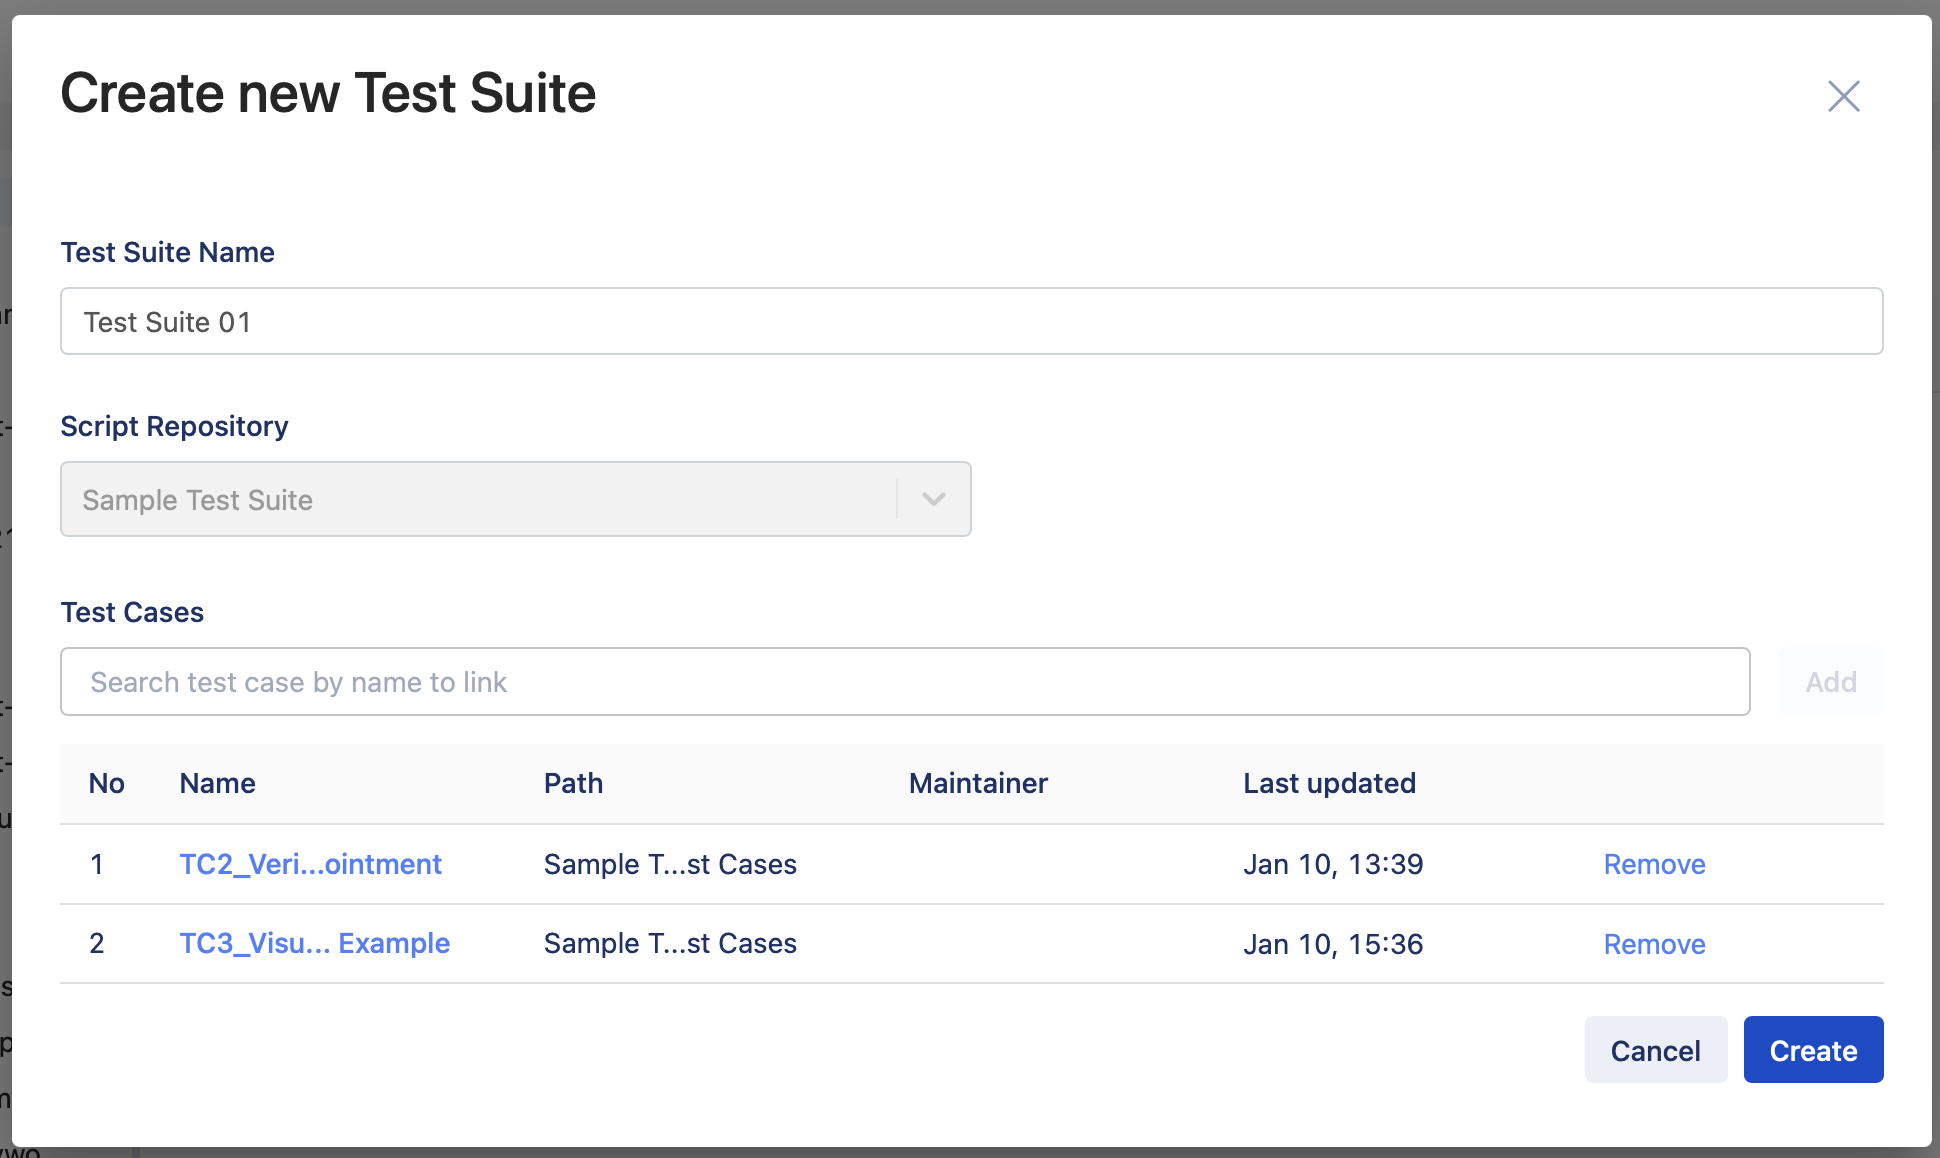 Create new Test Suite
Test Suite Name
Test Suite 01
Script Repository
Sample Test Suite
Test Cases
Search test case by name to link
Add
No Name Path Maintainer Last updated
1 TC2_Veri...ointment Sample T...st Cases Jan 10, 13:39 Remove
2 TC3_Visu... Example Sample T...st Cases Jan 10, 15:36 Remove
Cancel Create